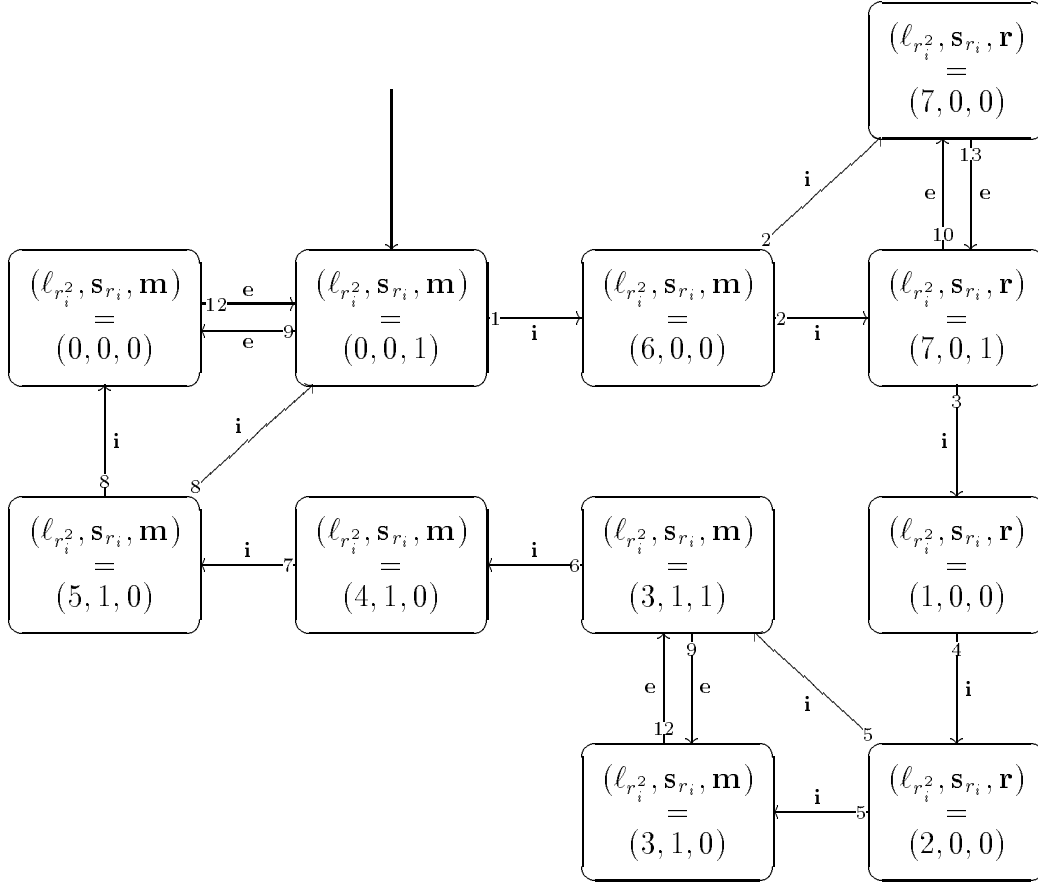 (ℓ_{r_i^2}, s_{r_i}, r)
=
(7, 0, 0)
i
2
13
e
e
10
(ℓ_{r_i^2}, s_{r_i}, m)
=
(0, 0, 0)
12
e
9
e
(ℓ_{r_i^2}, s_{r_i}, m)
=
(0, 0, 1)
1
i
(ℓ_{r_i^2}, s_{r_i}, m)
=
(6, 0, 0)
2
i
(ℓ_{r_i^2}, s_{r_i}, r)
=
(7, 0, 1)
i
8
i
8
3
i
(ℓ_{r_i^2}, s_{r_i}, m)
=
(5, 1, 0)
i
7
(ℓ_{r_i^2}, s_{r_i}, m)
=
(4, 1, 0)
i
6
(ℓ_{r_i^2}, s_{r_i}, m)
=
(3, 1, 1)
(ℓ_{r_i^2}, s_{r_i}, r)
=
(1, 0, 0)
9
e
e
12
i
5
4
i
(ℓ_{r_i^2}, s_{r_i}, m)
=
(3, 1, 0)
i
5
(ℓ_{r_i^2}, s_{r_i}, r)
=
(2, 0, 0)